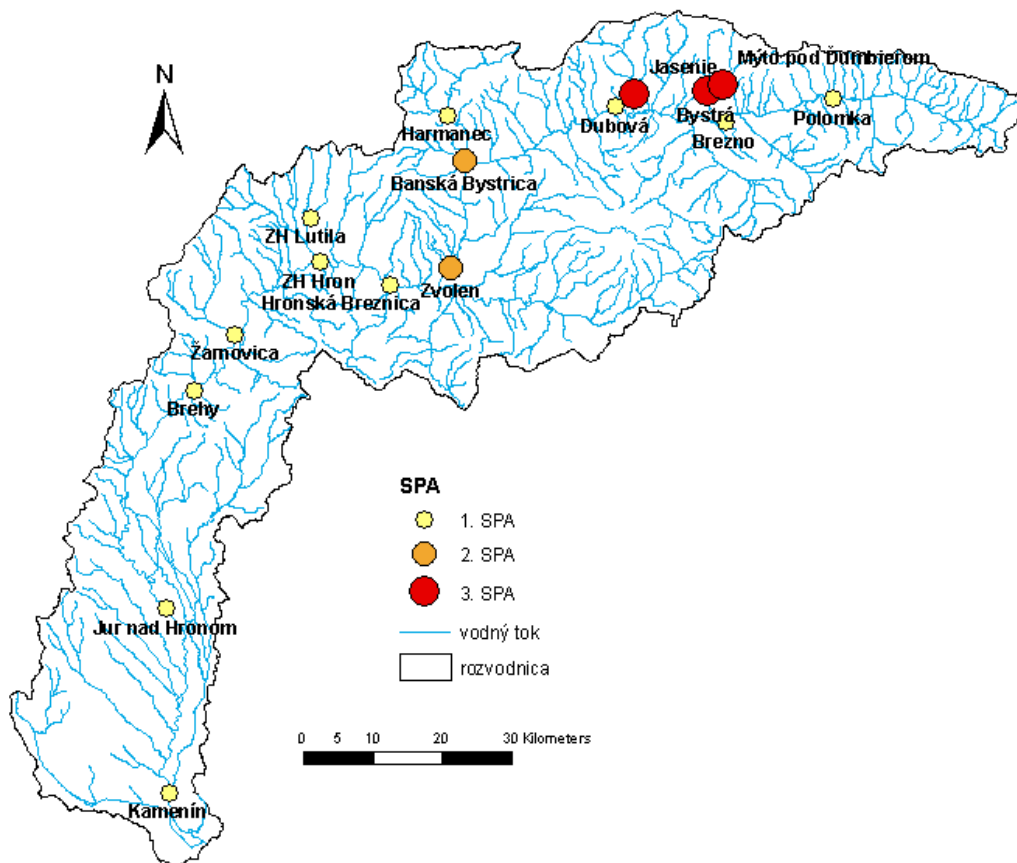 N
Mýto pod Ďumbierom
Jasenie
Bystrá
Dubová
Polomka
Brezno
Harmanec
Banská Bystrica
ZH Lutila
ZH Hron
Hronská Breznica
Zvolen
Žarnovica
Brehy
SPA
1. SPA
2. SPA
3. SPA
vodný tok
rozvodnica
Jur nad Hronom
0 5 10 20 30 Kilometers
Kamenín